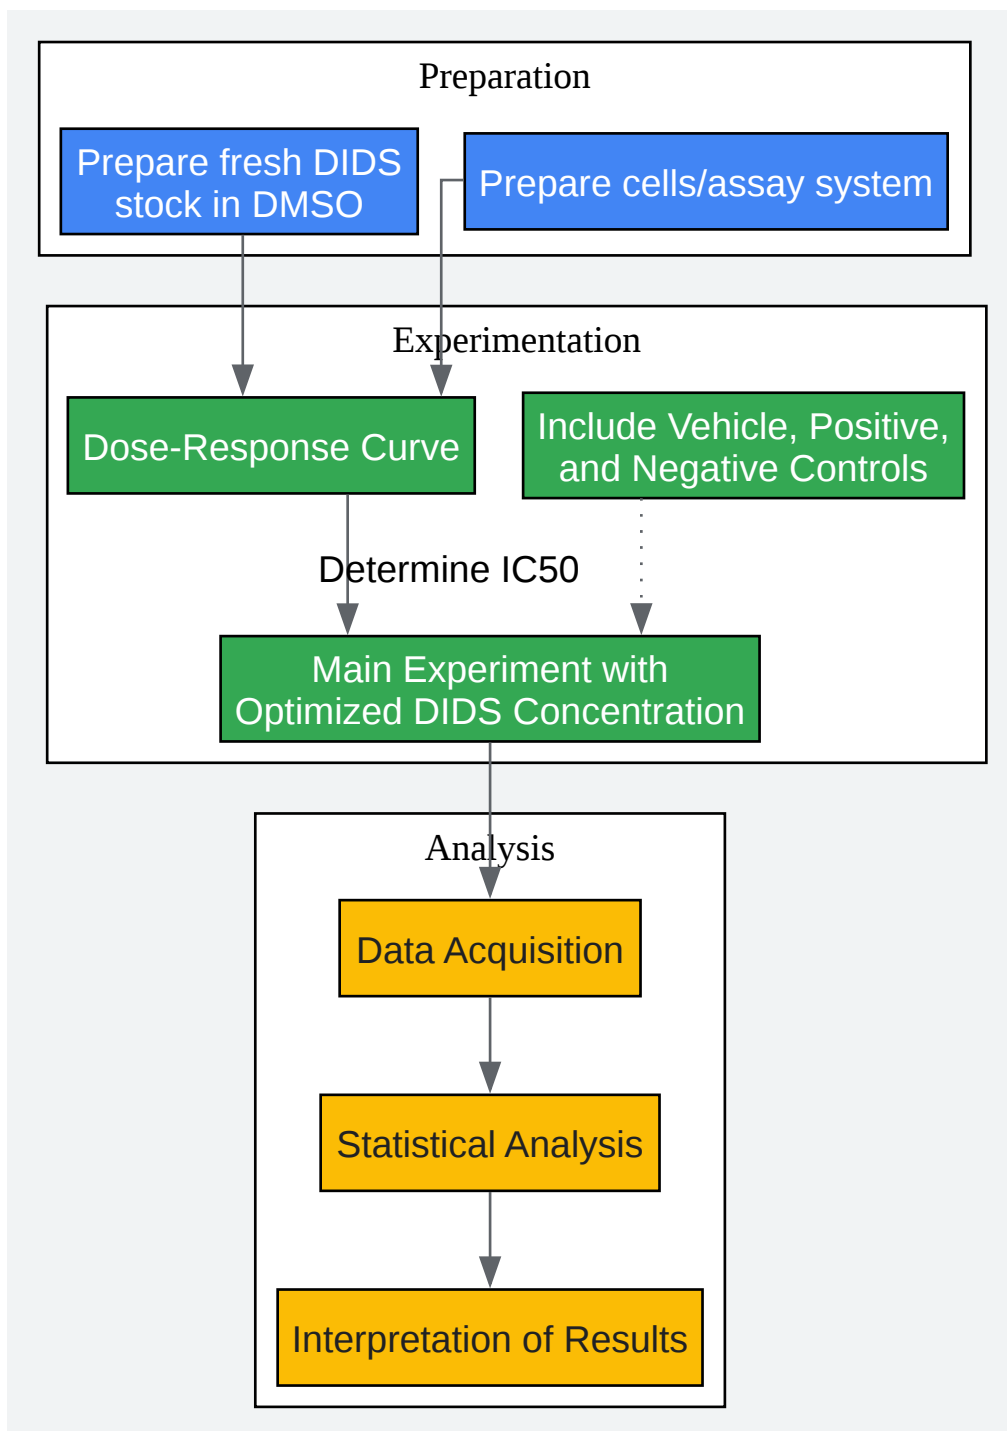 Preparation
Prepare fresh DIDS
stock in DMSO
Prepare cells/assay system
Experimentation
Dose-Response Curve
Include Vehicle, Positive,
and Negative Controls
Determine IC50
Main Experiment with
Optimized DIDS Concentration
Analysis
Data Acquisition
Statistical Analysis
Interpretation of Results